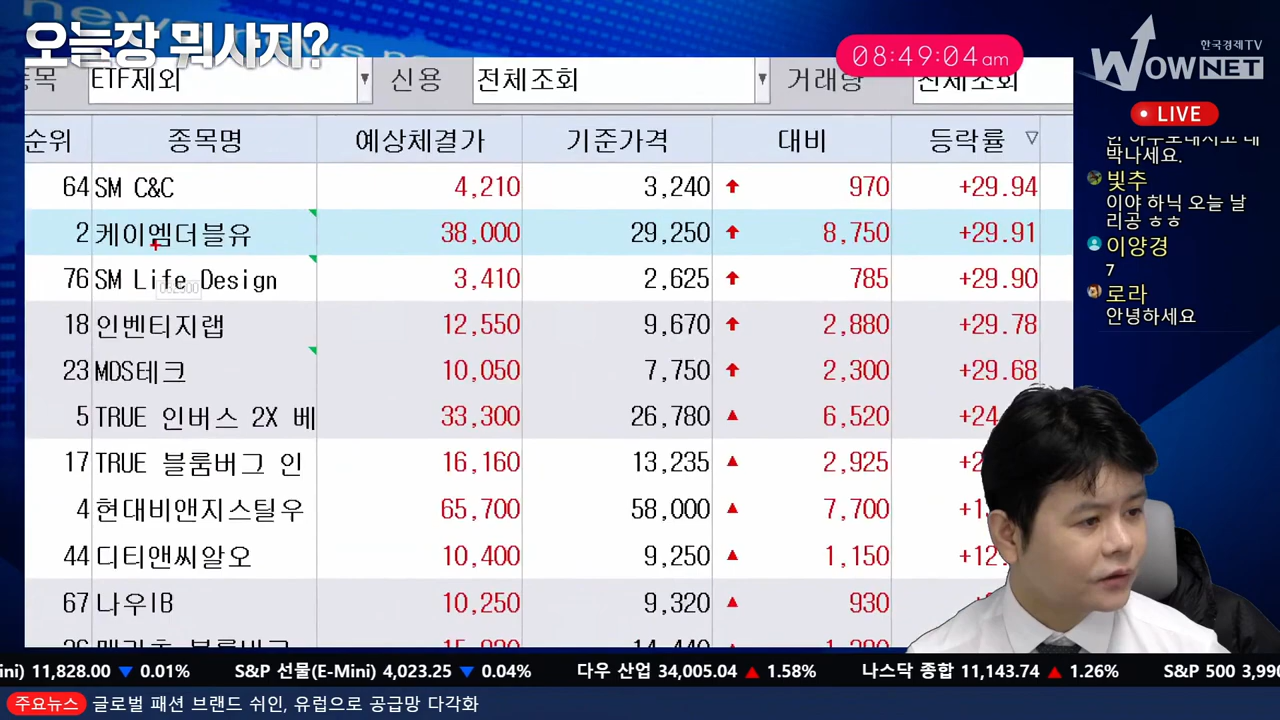 오늘장 뭐사지?
08:49:04am
한국경제TV
WOWNET
LIVE
종목 ETF제외 신용 전체조회 거래량 전체조회
순위 종목명 예상체결가 기준가격 대비 등락률 ▽
64 SM C&C 4,210 3,240 970 +29.94
2 케이엠더블유 38,000 29,250 8,750 +29.91
76 SM Life Design 3,410 2,625 785 +29.90
18 인벤티지랩 12,550 9,670 2,880 +29.78
23 MDS테크 10,050 7,750 2,300 +29.68
5 TRUE 인버스 2X 베 33,300 26,780 6,520 +24.
17 TRUE 블룸버그 인 16,160 13,235 2,925 +2
4 현대비앤지스틸우 65,700 58,000 7,700 +1
44 디티앤씨알오 10,400 9,250 1,150 +12.
67 나우IB 10,250 9,320 930
박나세요.
빛추
이야 하닉 오늘 날
리공 ㅎㅎ
이양경
7
로라
안녕하세요
ini) 11,828.00 ▼ 0.01% S&P 선물(E-Mini) 4,023.25 ▼ 0.04% 다우 산업 34,005.04 ▲ 1.58% 나스닥 종합 11,143.74 ▲ 1.26% S&P 500 3,990
주요뉴스 글로벌 패션 브랜드 쉬인, 유럽으로 공급망 다각화